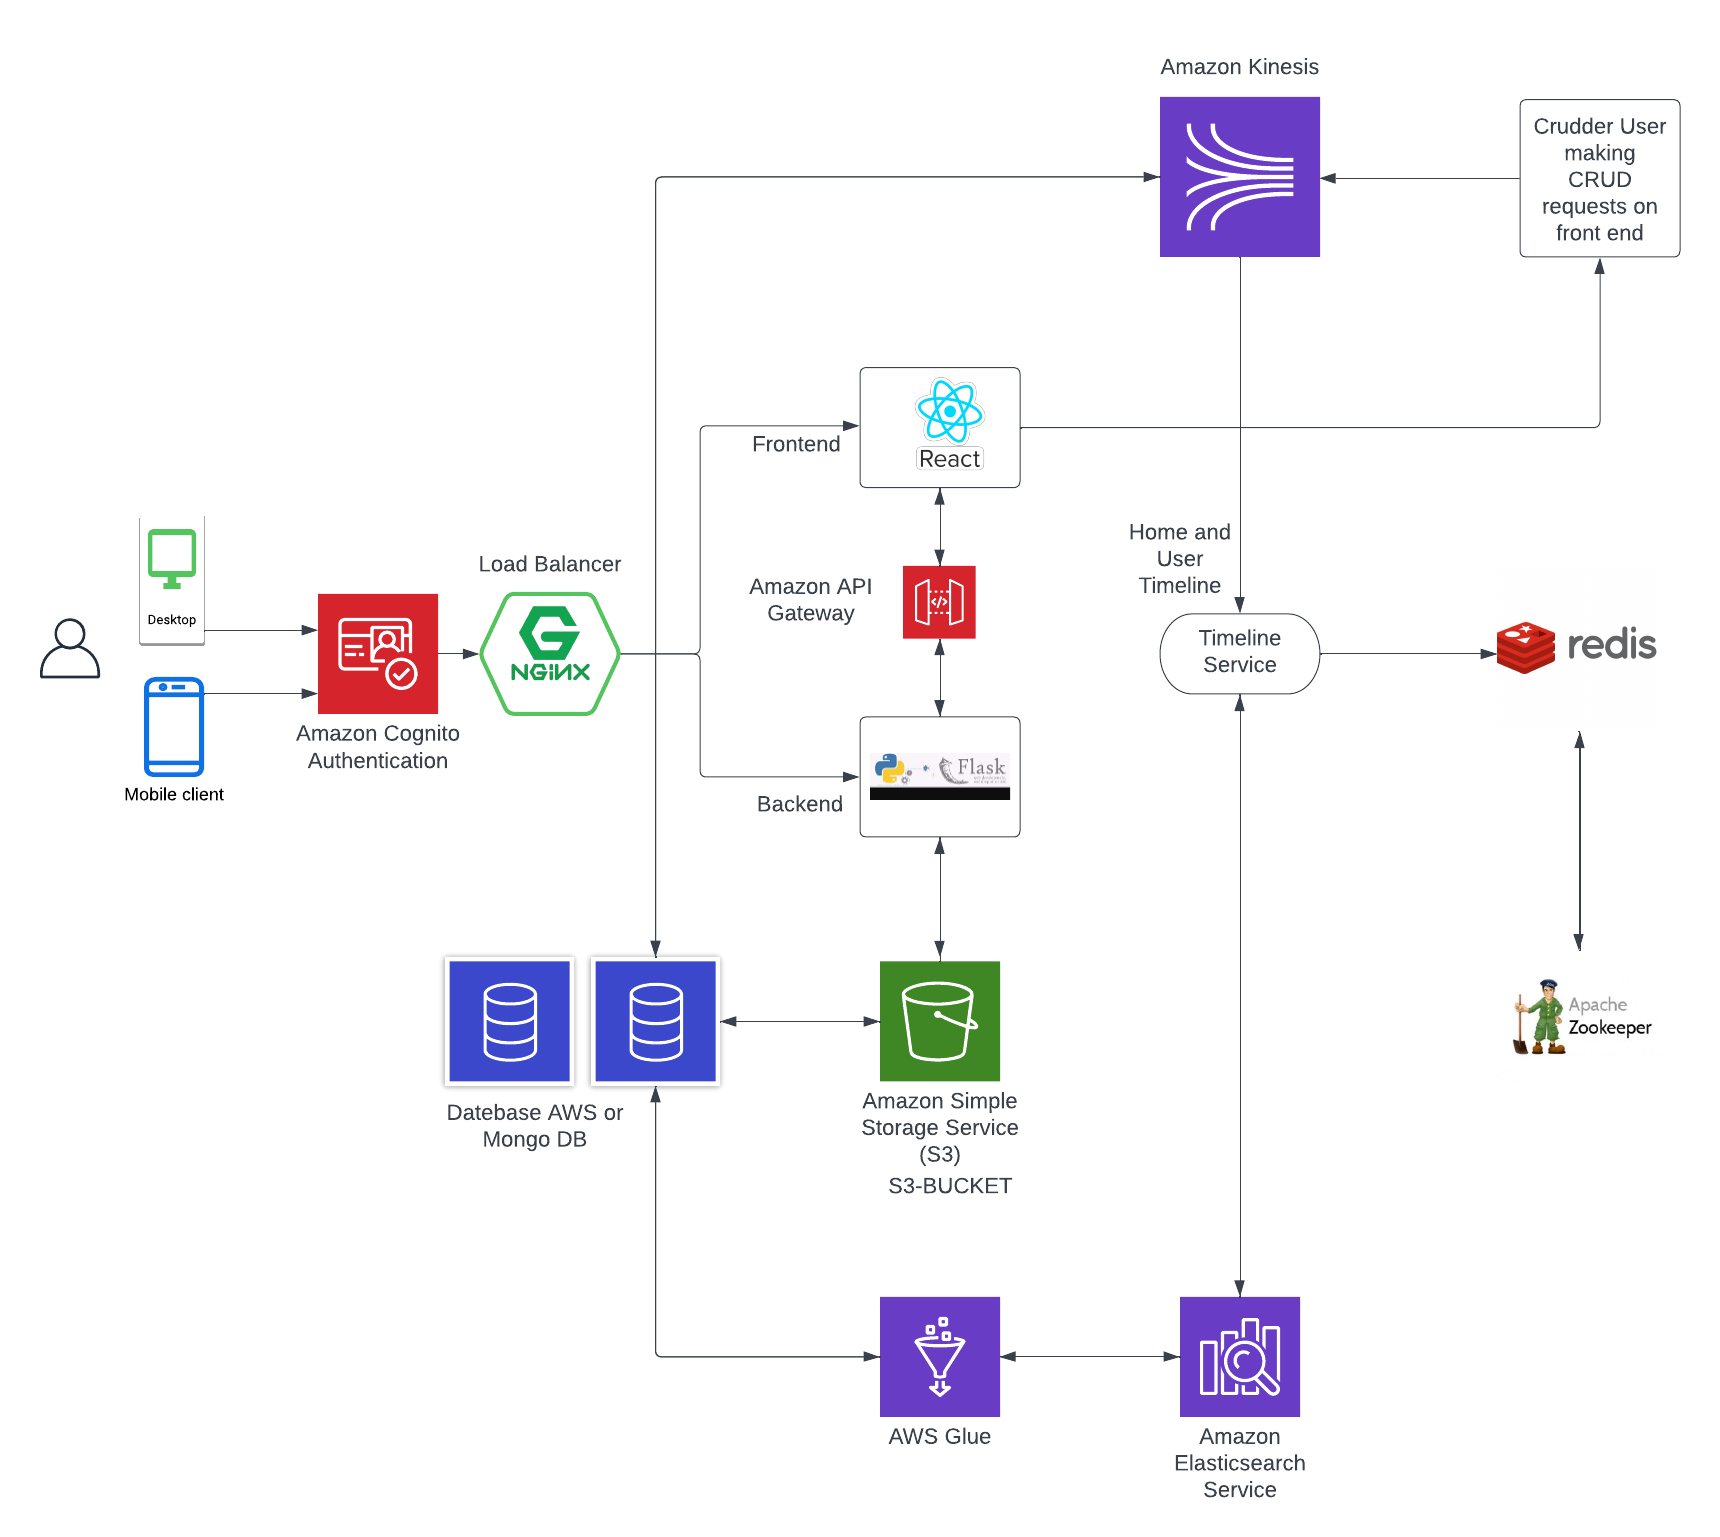 Amazon Kinesis
Crudder User
making
CRUD
requests on
front end
React
Frontend
Home and
User
Timeline
Load Balancer
Amazon API
Gateway
Desktop
NGINX
Timeline
Service
redis
Amazon Cognito
Authentication
Mobile client
Flask
Backend
Apache
Zookeeper
Datebase AWS or
Mongo DB
Amazon Simple
Storage Service
(S3)
S3-BUCKET
AWS Glue
Amazon
Elasticsearch
Service